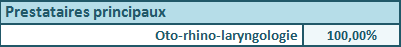 Prestataires principaux
Oto-rhino-laryngologie 100,00%